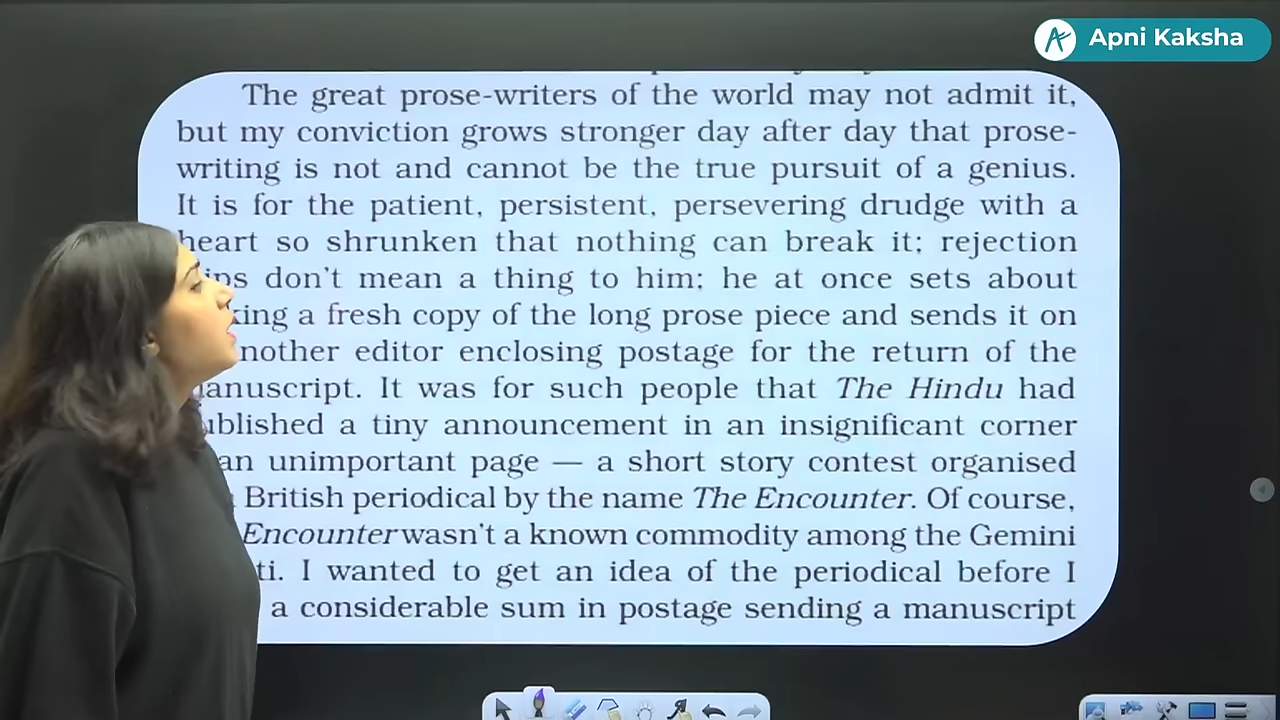 Apni Kaksha
The great prose-writers of the world may not admit it,
but my conviction grows stronger day after day that prose-
writing is not and cannot be the true pursuit of a genius.
It is for the patient, persistent, persevering drudge with a
heart so shrunken that nothing can break it; rejection
don't mean a thing to him; he at once sets about
a fresh copy of the long prose piece and sends it on
another editor enclosing postage for the return of the
manuscript. It was for such people that The Hindu had
published a tiny announcement in an insignificant corner
an unimportant page — a short story contest organised
British periodical by the name The Encounter. Of course,
Encounter wasn't a known commodity among the Gemini
I wanted to get an idea of the periodical before I
a considerable sum in postage sending a manuscript